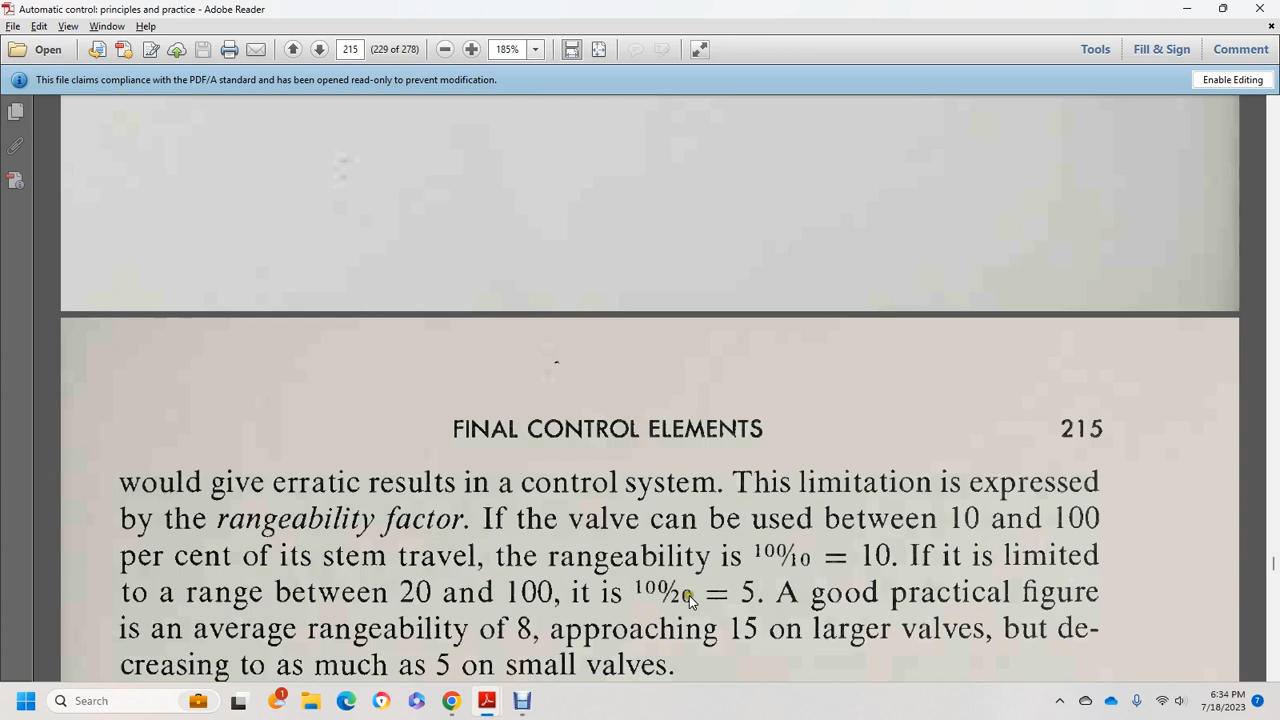 Automatic control: principles and practice - Adobe Reader
File Edit View Window Help
Open 215 (229 of 278) 185% Tools Fill & Sign Comment
This file claims compliance with the PDF/A standard and has been opened read-only to prevent modification. Enable Editing
FINAL CONTROL ELEMENTS 215
would give erratic results in a control system. This limitation is expressed
by the rangeability factor. If the valve can be used between 10 and 100
per cent of its stem travel, the rangeability is 100/10 = 10. If it is limited
to a range between 20 and 100, it is 100/20 = 5. A good practical figure
is an average rangeability of 8, approaching 15 on larger valves, but de-
creasing to as much as 5 on small valves.
Search 1 6:34 PM
7/18/2023 7